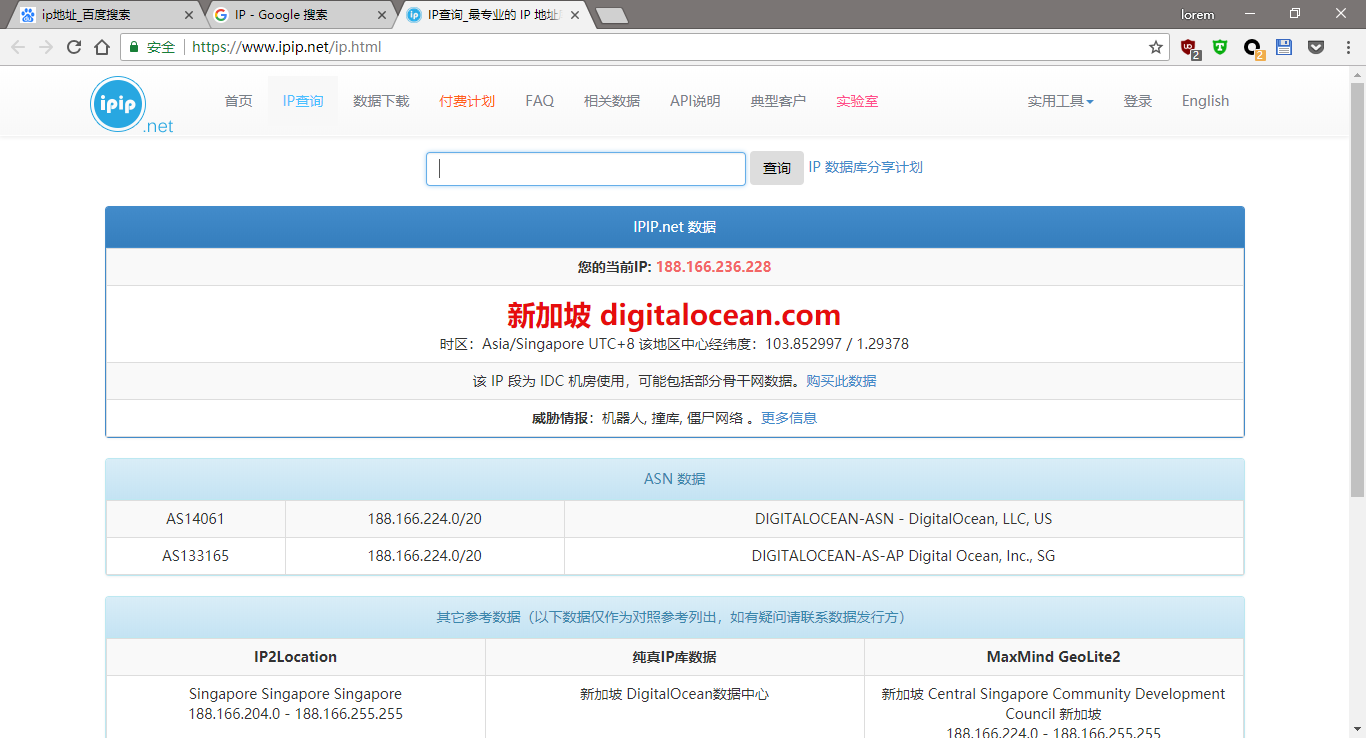 ip地址_百度搜索
IP - Google 搜索
IP查询_最专业的 IP 地址
lorem
安全
https://www.ipip.net/ip.html
2
2
ipip
.net
首页
IP查询
数据下载
付费计划
FAQ
相关数据
API说明
典型客户
实验室
实用工具
登录
English
查询
IP 数据库分享计划
IPIP.net 数据
您的当前IP: 188.166.236.228
新加坡 digitalocean.com
时区：Asia/Singapore UTC+8 该地区中心经纬度：103.852997 / 1.29378
该 IP 段为 IDC 机房使用，可能包括部分骨干网数据。购买此数据
威胁情报：机器人, 撞库, 僵尸网络 。更多信息
ASN 数据
AS14061
188.166.224.0/20
DIGITALOCEAN-ASN - DigitalOcean, LLC, US
AS133165
188.166.224.0/20
DIGITALOCEAN-AS-AP Digital Ocean, Inc., SG
其它参考数据（以下数据仅作为对照参考列出，如有疑问请联系数据发行方）
IP2Location
纯真IP库数据
MaxMind GeoLite2
Singapore Singapore Singapore
188.166.204.0 - 188.166.255.255
新加坡 DigitalOcean数据中心
新加坡 Central Singapore Community Development
Council 新加坡
188.166.224.0 - 188.166.255.255